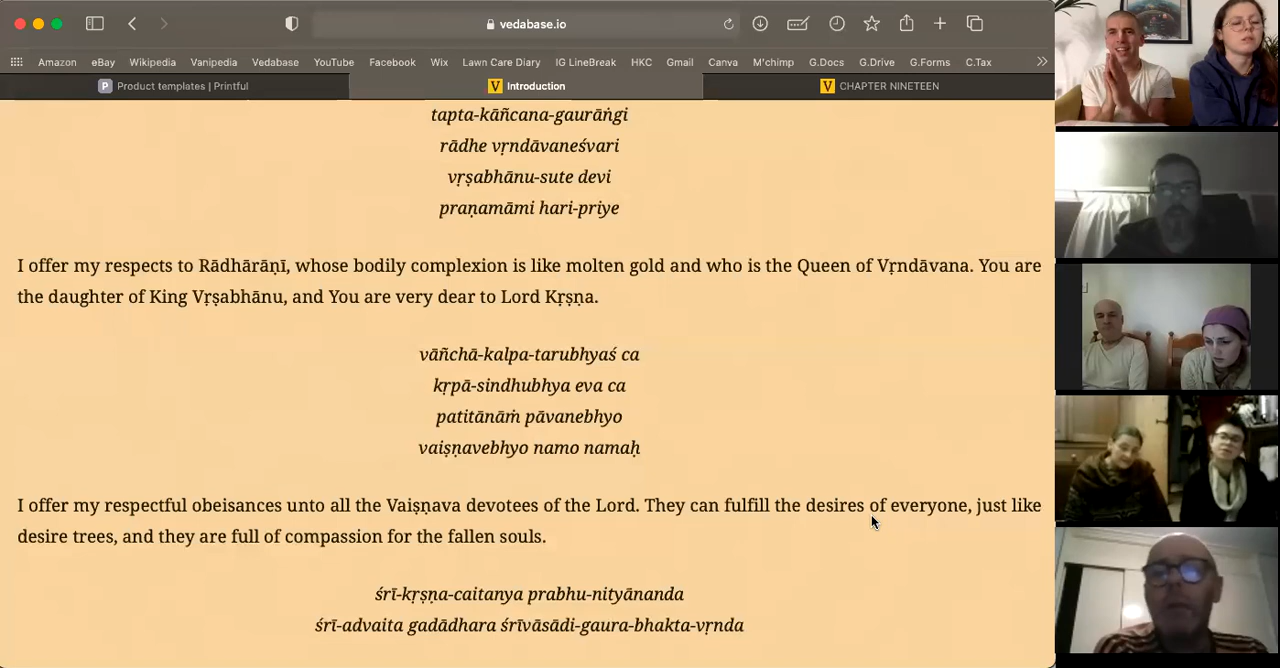 vedabase.io
Amazon eBay Wikipedia Vanipedia Vedabase YouTube Facebook Wix Lawn Care Diary IG LineBreak HKC Gmail Canva M'chimp G.Docs G.Drive G.Forms C.Tax
Product templates | Printful
Introduction
CHAPTER NINETEEN
tapta-kāñcana-gaurāṅgi
rādhe vṛndāvaneśvari
vṛṣabhānu-sute devi
praṇamāmi hari-priye
I offer my respects to Rādhārāṇī, whose bodily complexion is like molten gold and who is the Queen of Vṛndāvana. You are
the daughter of King Vṛṣabhānu, and You are very dear to Lord Kṛṣṇa.
vāñchā-kalpa-tarubhyaś ca
kṛpā-sindhubhya eva ca
patitānāṁ pāvanebhyo
vaiṣṇavebhyo namo namaḥ
I offer my respectful obeisances unto all the Vaiṣṇava devotees of the Lord. They can fulfill the desires of everyone, just like
desire trees, and they are full of compassion for the fallen souls.
śrī-kṛṣṇa-caitanya prabhu-nityānanda
śrī-advaita gadādhara śrīvāsādi-gaura-bhakta-vṛnda